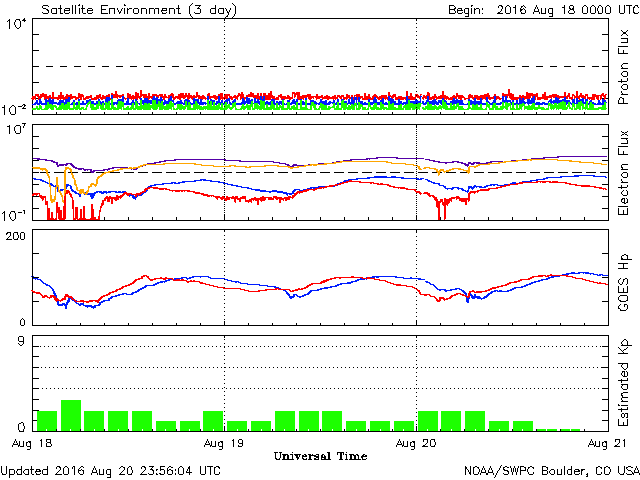 Satellite Environment (3 day)
Begin: 2016 Aug 18 0000 UTC
10⁴
10⁻²
Proton Flux
10⁷
10⁻¹
Electron Flux
200
0
GOES Hp
9
0
Estimated Kp
Aug 18
Aug 19
Aug 20
Aug 21
Universal Time
Updated 2016 Aug 20 23:56:04 UTC
NOAA/SWPC Boulder, CO USA